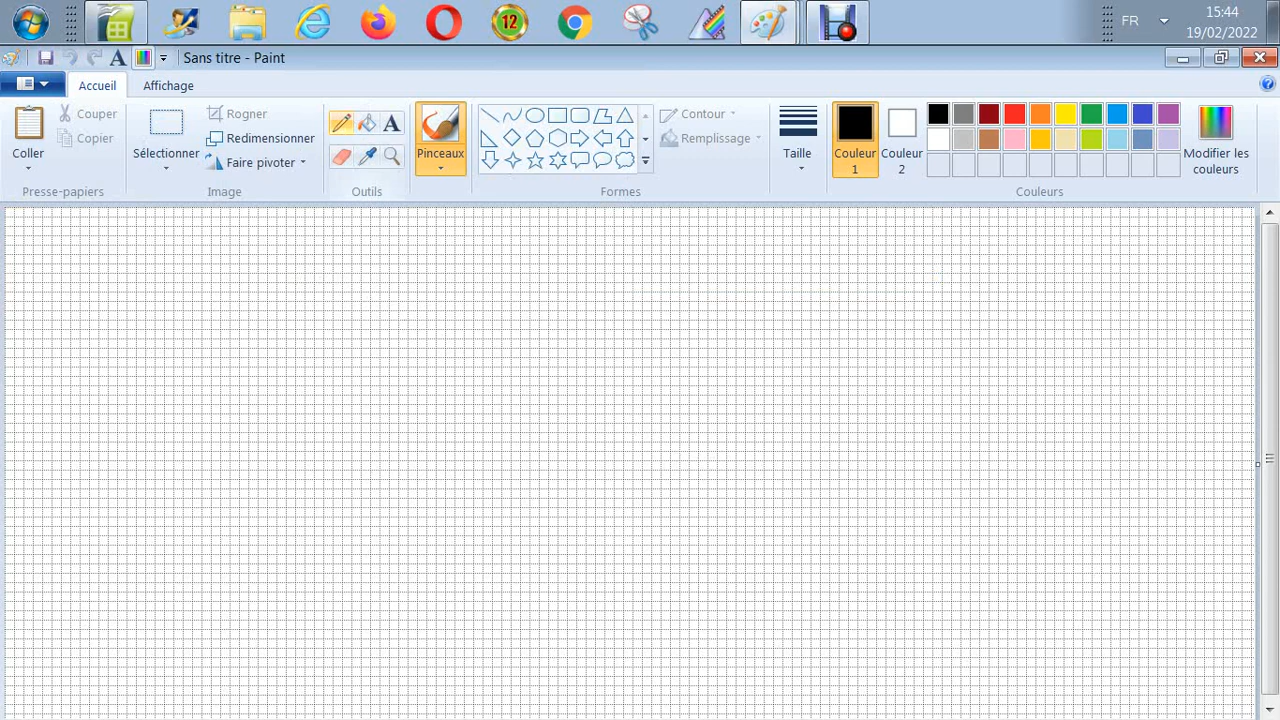 12
FR
15:44
19/02/2022
A
Sans titre - Paint
Accueil
Affichage
?
Coller
Couper
Copier
Presse-papiers
Sélectionner
Rogner
Redimensionner
Faire pivoter
Image
A
Outils
Pinceaux
Contour
Remplissage
Formes
Taille
Couleur
1
Couleur
2
Modifier les
couleurs
Couleurs